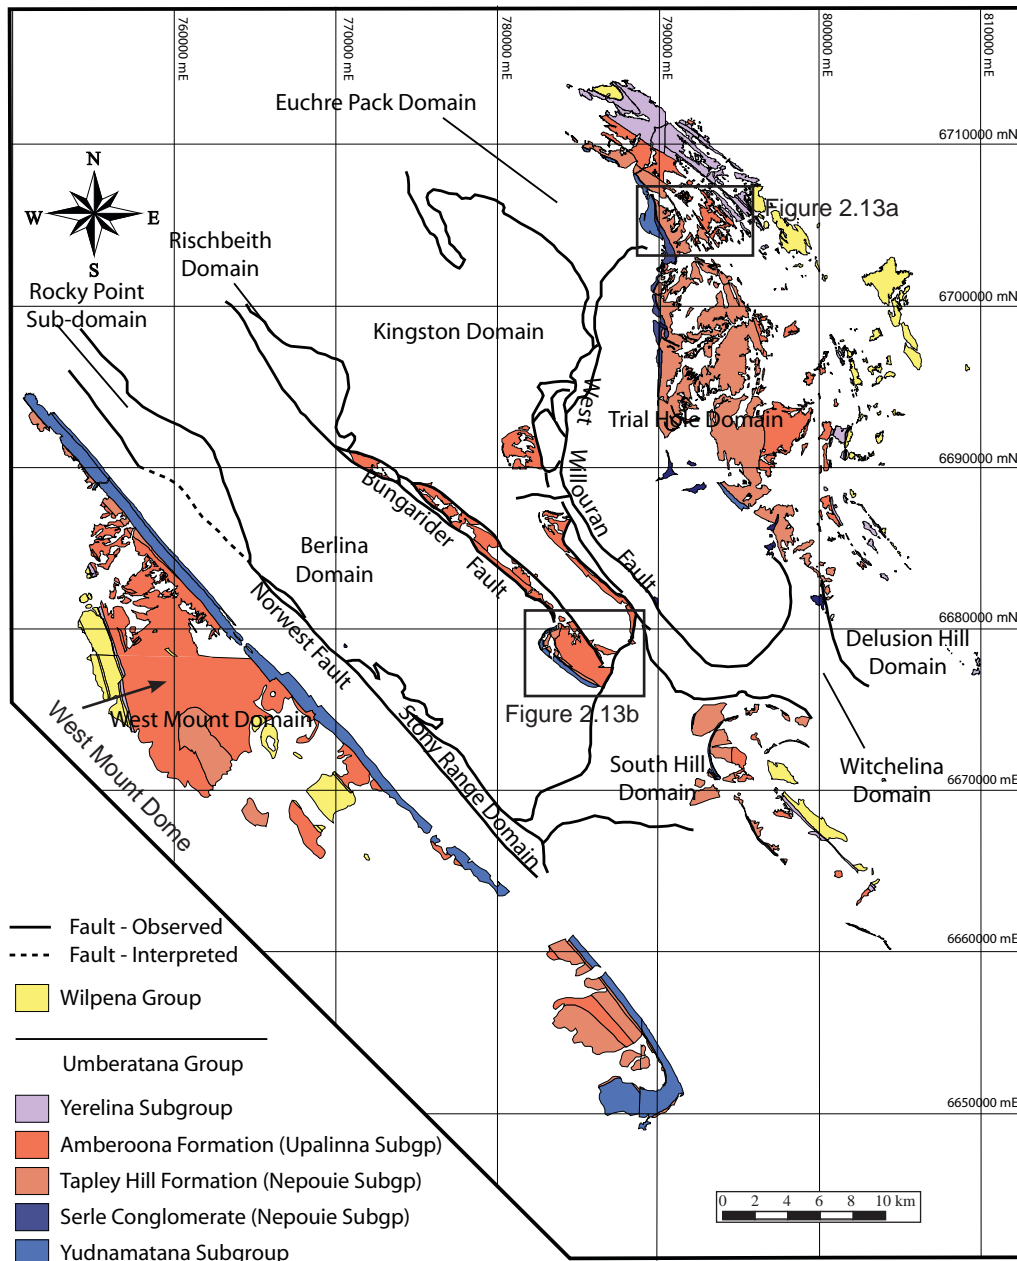 760000 mE
770000 mE
780000 mE
790000 mE
800000 mE
810000 mE
Euchre Pack Domain
6710000 mN
N
W
E
S
Figure 2.13a
Rischbeith
Domain
Rocky Point
Sub-domain
6700000 mN
Kingston Domain
West
Willouran
Fault
Trial Hole Domain
6690000 mN
Bungarider
Fault
Berlina
Domain
Norwest Fault
6680000 mN
Delusion Hill
Domain
West Mount Domain
West Mount Dome
Figure 2.13b
Stony Range Domain
South Hill
Domain
Witchelina
Domain
6670000 mN
Fault - Observed
Fault - Interpreted
6660000 mE
Wilpena Group
Umberatana Group
Yerelina Subgroup
6650000 mE
Amberoona Formation (Upalinna Subgp)
Tapley Hill Formation (Nepouie Subgp)
Serle Conglomerate (Nepouie Subgp)
0 2 4 6 8 10 km
Yudnamatana Subgroup